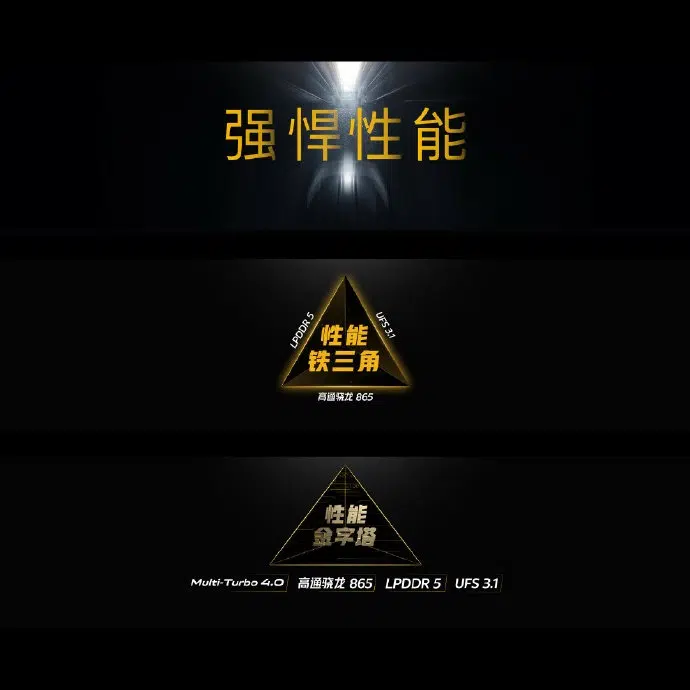 强悍性能
LPDDR 5
UFS 3.1
性能
铁三角
高通骁龙 865
性能
金字塔
Multi-Turbo 4.0 高通骁龙 865 LPDDR 5 UFS 3.1